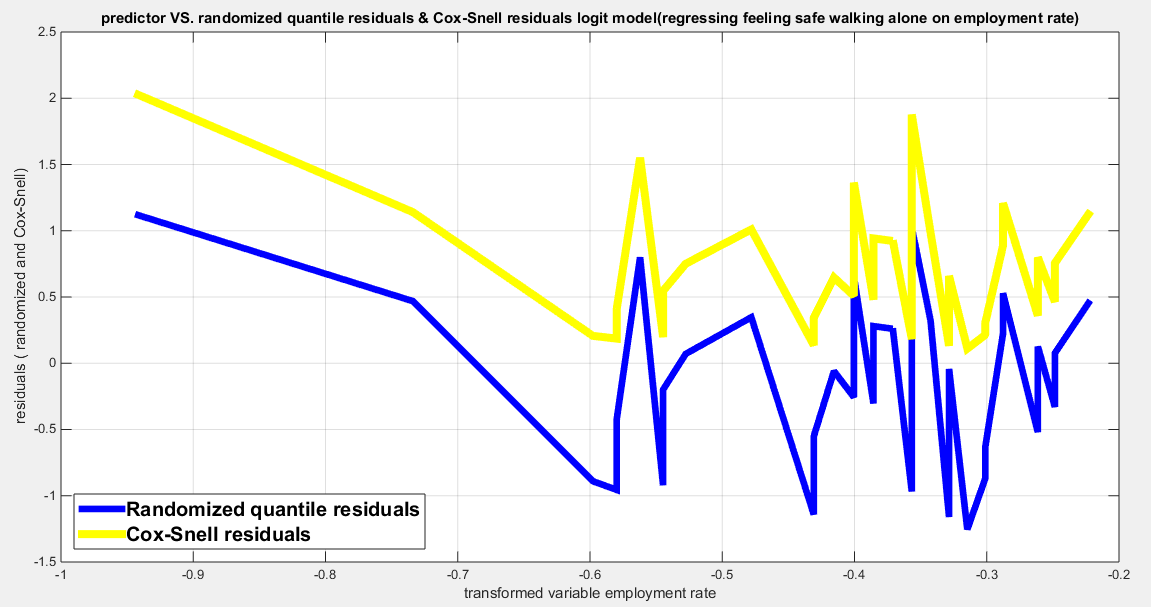 predictor VS. randomized quantile residuals & Cox-Snell residuals logit model(regressing feeling safe walking alone on employment rate)
2.5
2
1.5
1
0.5
0
-0.5
-1
-1.5
residuals ( randomized and Cox-Snell)
Randomized quantile residuals
Cox-Snell residuals
-1 -0.9 -0.8 -0.7 -0.6 -0.5 -0.4 -0.3 -0.2
transformed variable employment rate